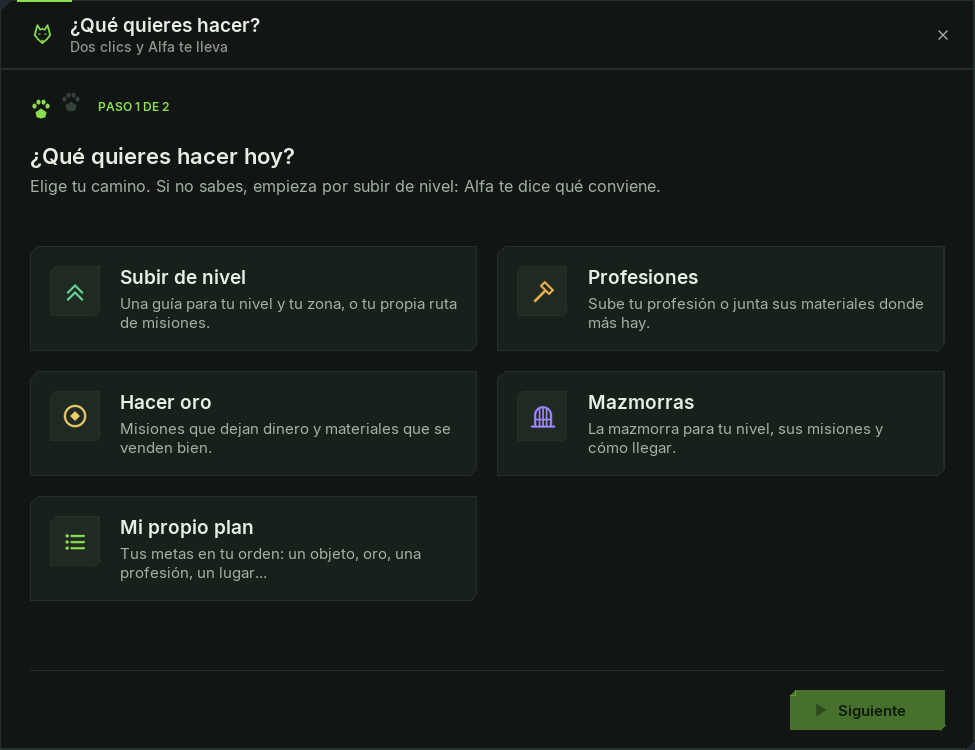 ¿Qué quieres hacer?
Dos clics y Alfa te lleva
PASO 1 DE 2
¿Qué quieres hacer hoy?
Elige tu camino. Si no sabes, empieza por subir de nivel: Alfa te dice qué conviene.
Subir de nivel
Una guía para tu nivel y tu zona, o tu propia ruta
de misiones.
Profesiones
Sube tu profesión o junta sus materiales donde
más hay.
Hacer oro
Misiones que dejan dinero y materiales que se
venden bien.
Mazmorras
La mazmorra para tu nivel, sus misiones y
cómo llegar.
Mi propio plan
Tus metas en tu orden: un objeto, oro, una
profesión, un lugar...
Siguiente